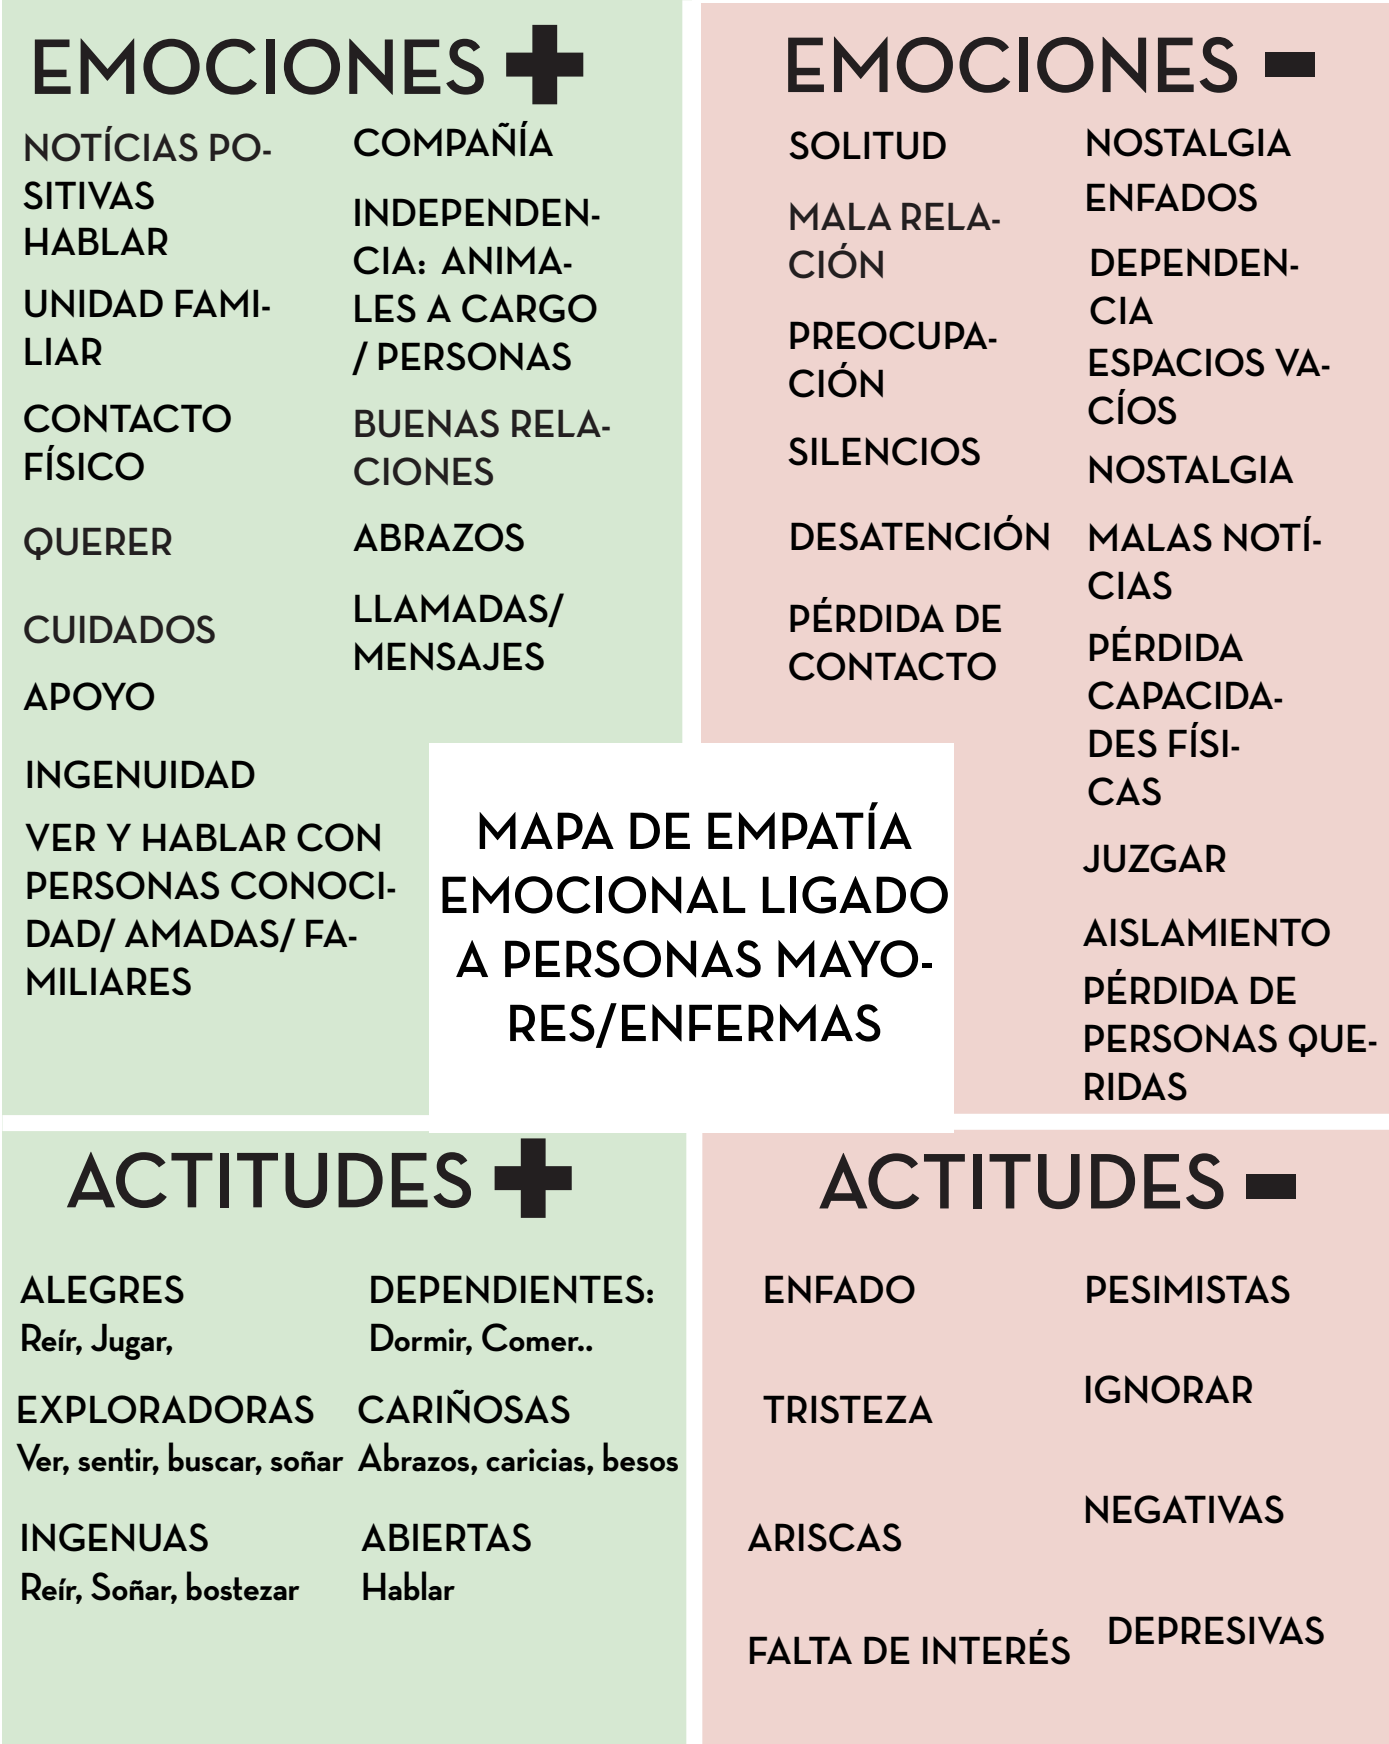 EMOCIONES +
NOTÍCIAS PO-
SITIVAS
HABLAR
UNIDAD FAMI-
LIAR
CONTACTO
FÍSICO
QUERER
CUIDADOS
APOYO
INGENUIDAD
VER Y HABLAR CON
PERSONAS CONOCI-
DAD/ AMADAS/ FA-
MILIARES
COMPAÑÍA
INDEPENDEN-
CIA: ANIMA-
LES A CARGO
/ PERSONAS
BUENAS RELA-
CIONES
ABRAZOS
LLAMADAS/
MENSAJES
EMOCIONES -
SOLITUD
MALA RELA-
CIÓN
PREOCUPA-
CIÓN
SILENCIOS
DESATENCIÓN
PÉRDIDA DE
CONTACTO
NOSTALGIA
ENFADOS
DEPENDEN-
CIA
ESPACIOS VA-
CÍOS
NOSTALGIA
MALAS NOTÍ-
CIAS
PÉRDIDA
CAPACIDA-
DES FÍSI-
CAS
JUZGAR
AISLAMIENTO
PÉRDIDA DE
PERSONAS QUE-
RIDAS
MAPA DE EMPATÍA
EMOCIONAL LIGADO
A PERSONAS MAYO-
RES/ENFERMAS
ACTITUDES +
ALEGRES
Reír, Jugar,
EXPLORADORAS
Ver, sentir, buscar, soñar
INGENUAS
Reír, Soñar, bostezar
DEPENDIENTES:
Dormir, Comer..
CARIÑOSAS
Abrazos, caricias, besos
ABIERTAS
Hablar
ACTITUDES -
ENFADO
TRISTEZA
ARISCAS
FALTA DE INTERÉS
PESIMISTAS
IGNORAR
NEGATIVAS
DEPRESIVAS